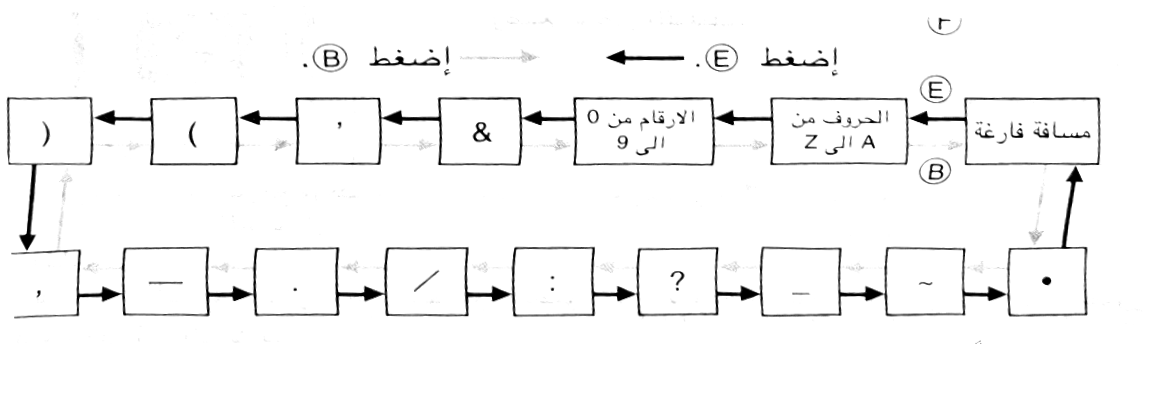 F
إضغط E . إضغط B .
E
مسافة فارغة
الحروف من
A الى Z
الارقام من 0
الى 9
&
’
(
)
B
,
—
.
/
:
?
_
~
•